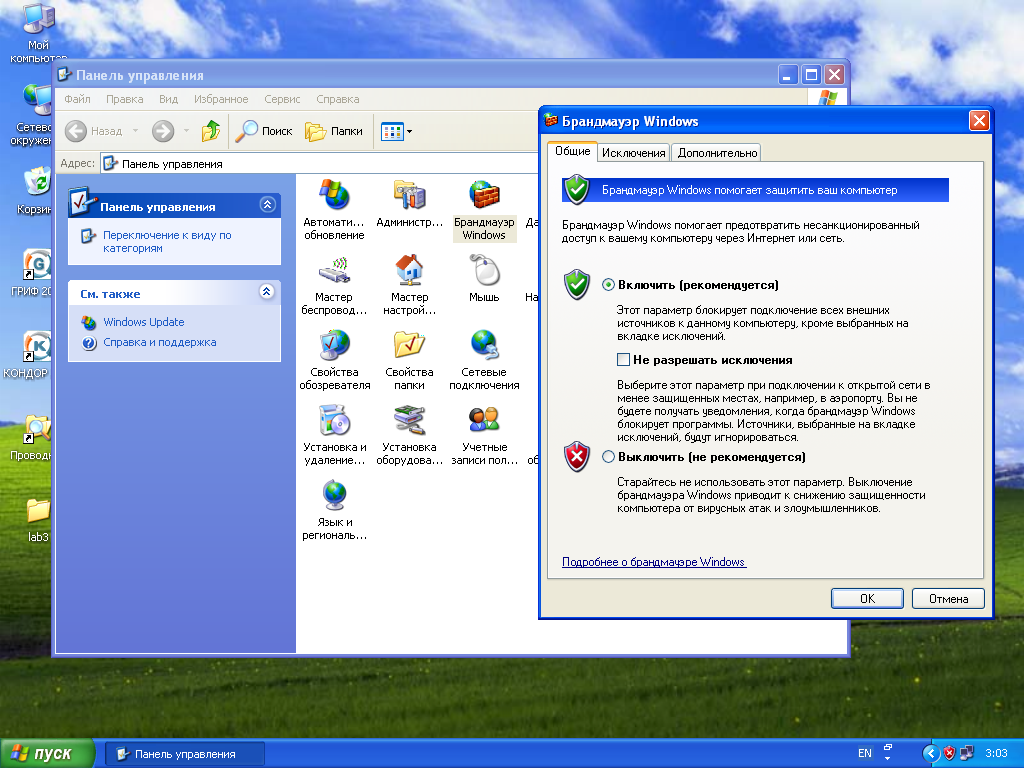 Мой
компьютер
Сетевое
окружен
Корзин
ГРИФ 20
КОНДОР
Проводн
lab3
Панель управления
Файл Правка Вид Избранное Сервис Справка
Назад Поиск Папки
Адрес: Панель управления
Панель управления
Переключение к виду по
категориям
См. также
Windows Update
Справка и поддержка
Автомати...
обновление
Администр...
Брандмауэр
Windows
Мастер
беспровод...
Мастер
настрой...
Мышь
Свойства
обозревателя
Свойства
папки
Сетевые
подключения
Установка и
удаление...
Установка
оборудова...
Учетные
записи пол...
Язык и
региональ...
Брандмауэр Windows
Общие Исключения Дополнительно
Брандмауэр Windows помогает защитить ваш компьютер
Брандмауэр Windows помогает предотвратить несанкционированный
доступ к вашему компьютеру через Интернет или сеть.
Включить (рекомендуется)
Этот параметр блокирует подключение всех внешних
источников к данному компьютеру, кроме выбранных на
вкладке исключений.
Не разрешать исключения
Выберите этот параметр при подключении к открытой сети в
менее защищенных местах, например, в аэропорту. Вы не
будете получать уведомления, когда брандмауэр Windows
блокирует программы. Источники, выбранные на вкладке
исключений, будут игнорироваться.
Выключить (не рекомендуется)
Старайтесь не использовать этот параметр. Выключение
брандмауэра Windows приводит к снижению защищенности
компьютера от вирусных атак и злоумышленников.
Подробнее о брандмауэре Windows
OK Отмена
пуск Панель управления EN 3:03